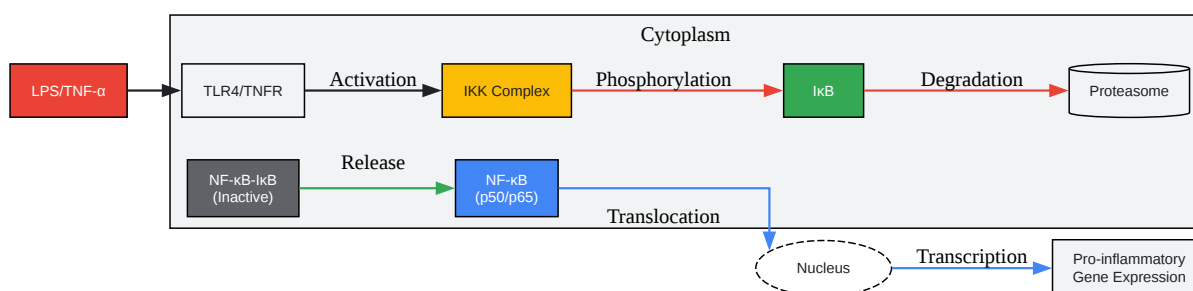 Cytoplasm
LPS/TNF-α
TLR4/TNFR
Activation
IKK Complex
Phosphorylation
IκB
Degradation
Proteasome
NF-κB-IκB
(Inactive)
Release
NF-κB
(p50/p65)
Translocation
Nucleus
Transcription
Pro-inflammatory
Gene Expression